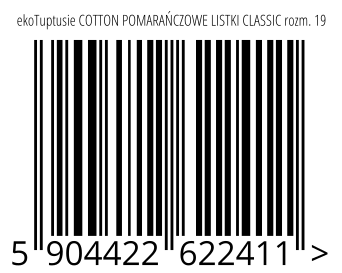 ekoTuptusie COTTON POMARAŃCZOWE LISTKI CLASSIC rozm. 19
5 904422 622411 >